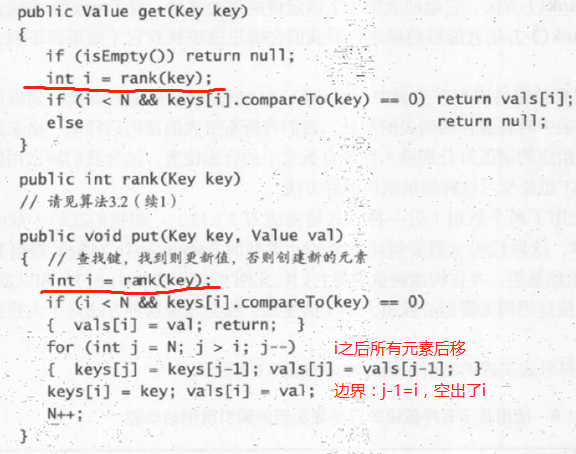 public Value get(Key key)
{
if (isEmpty()) return null;
int i = rank(key);
if (i < N && keys[i].compareTo(key) == 0) return vals[i];
else return null;
}
public int rank(Key key)
// 请见算法3.2（续1）
public void put(Key key, Value val)
{ // 查找键，找到则更新值，否则创建新的元素
int i = rank(key);
if (i < N && keys[i].compareTo(key) == 0)
{ vals[i] = val; return; }
for (int j = N; j > i; j--) i之后所有元素后移
{ keys[j] = keys[j-1]; vals[j] = vals[j-1]; }
keys[i] = key; vals[i] = val; 边界：j-1=i，空出了i
N++;
}